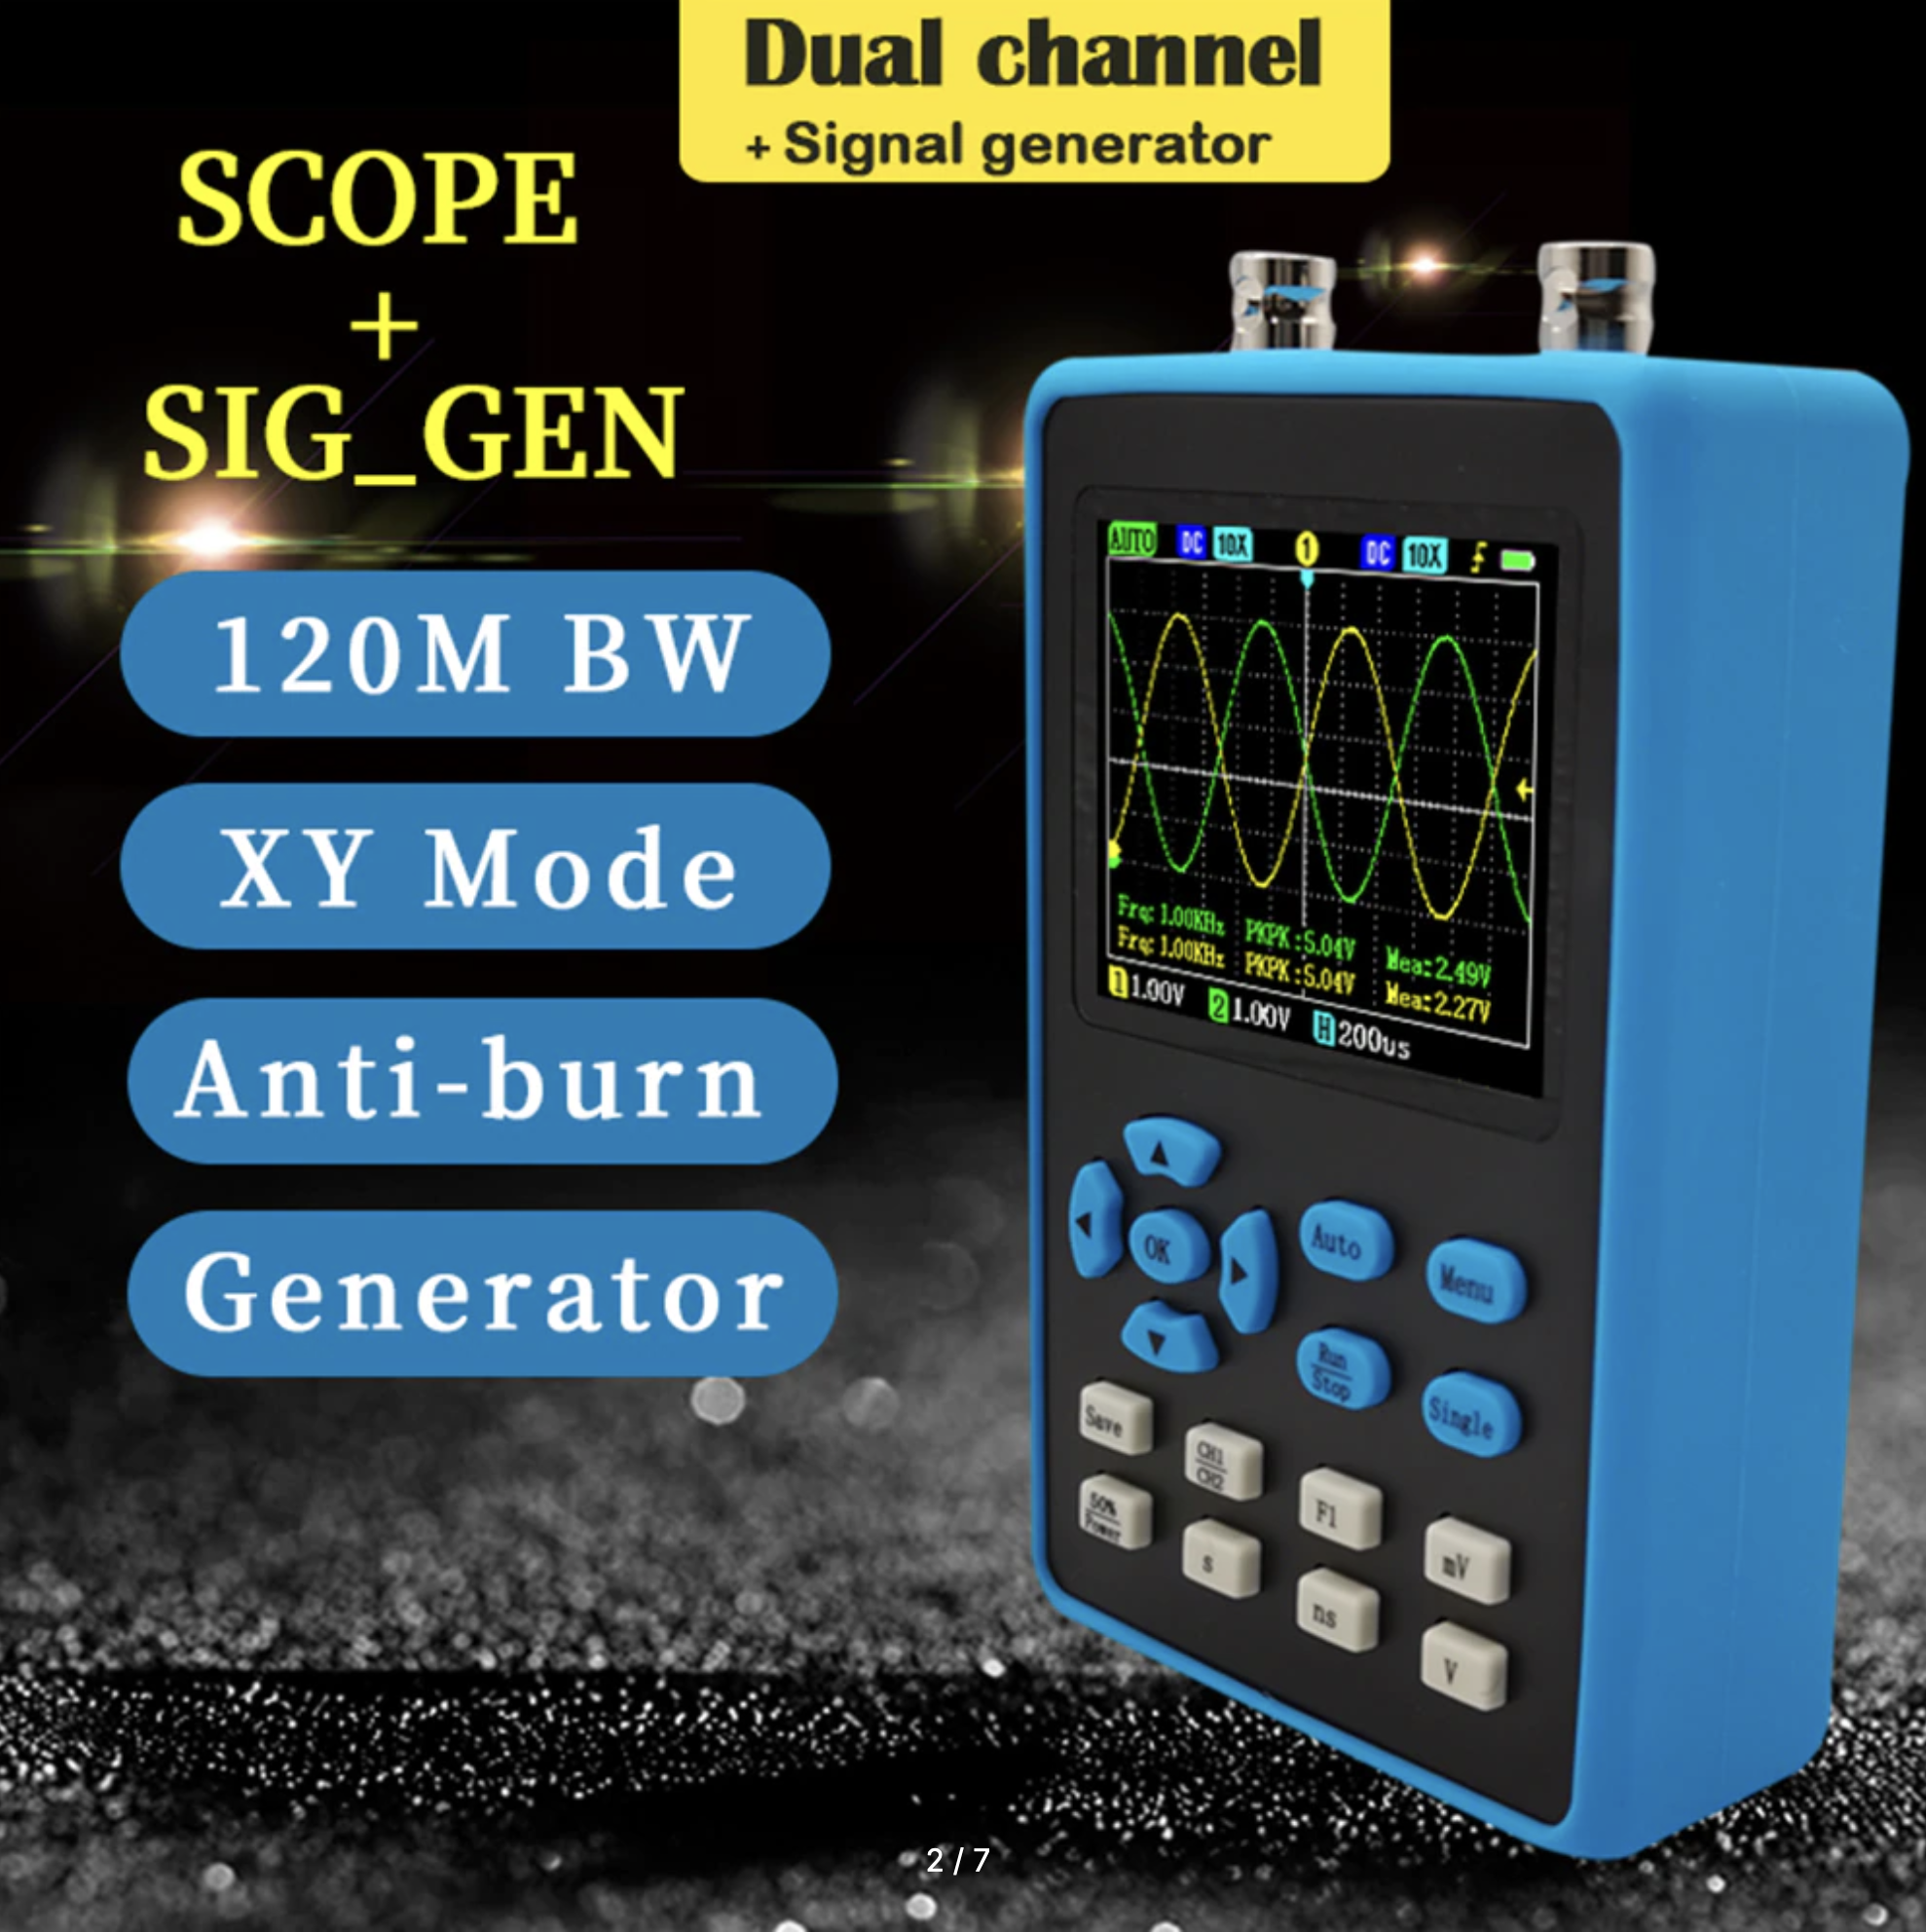 Dual channel
+ Signal generator
SCOPE
+
SIG_GEN
120M BW
XY Mode
Anti-burn
Generator
AUTO DC 10X 1 DC 10X
Frq: 1.00KHz PKPK:5.04V Mea:2.49V
Frq: 1.00KHz PKPK:5.04V Mea:2.27V
1 1.00V 2 1.00V H 200us
OK
Auto
Menu
Run
Stop
Single
Save
CH1
CH2
F1
mV
50%
Power
s
ns
V
2 / 7